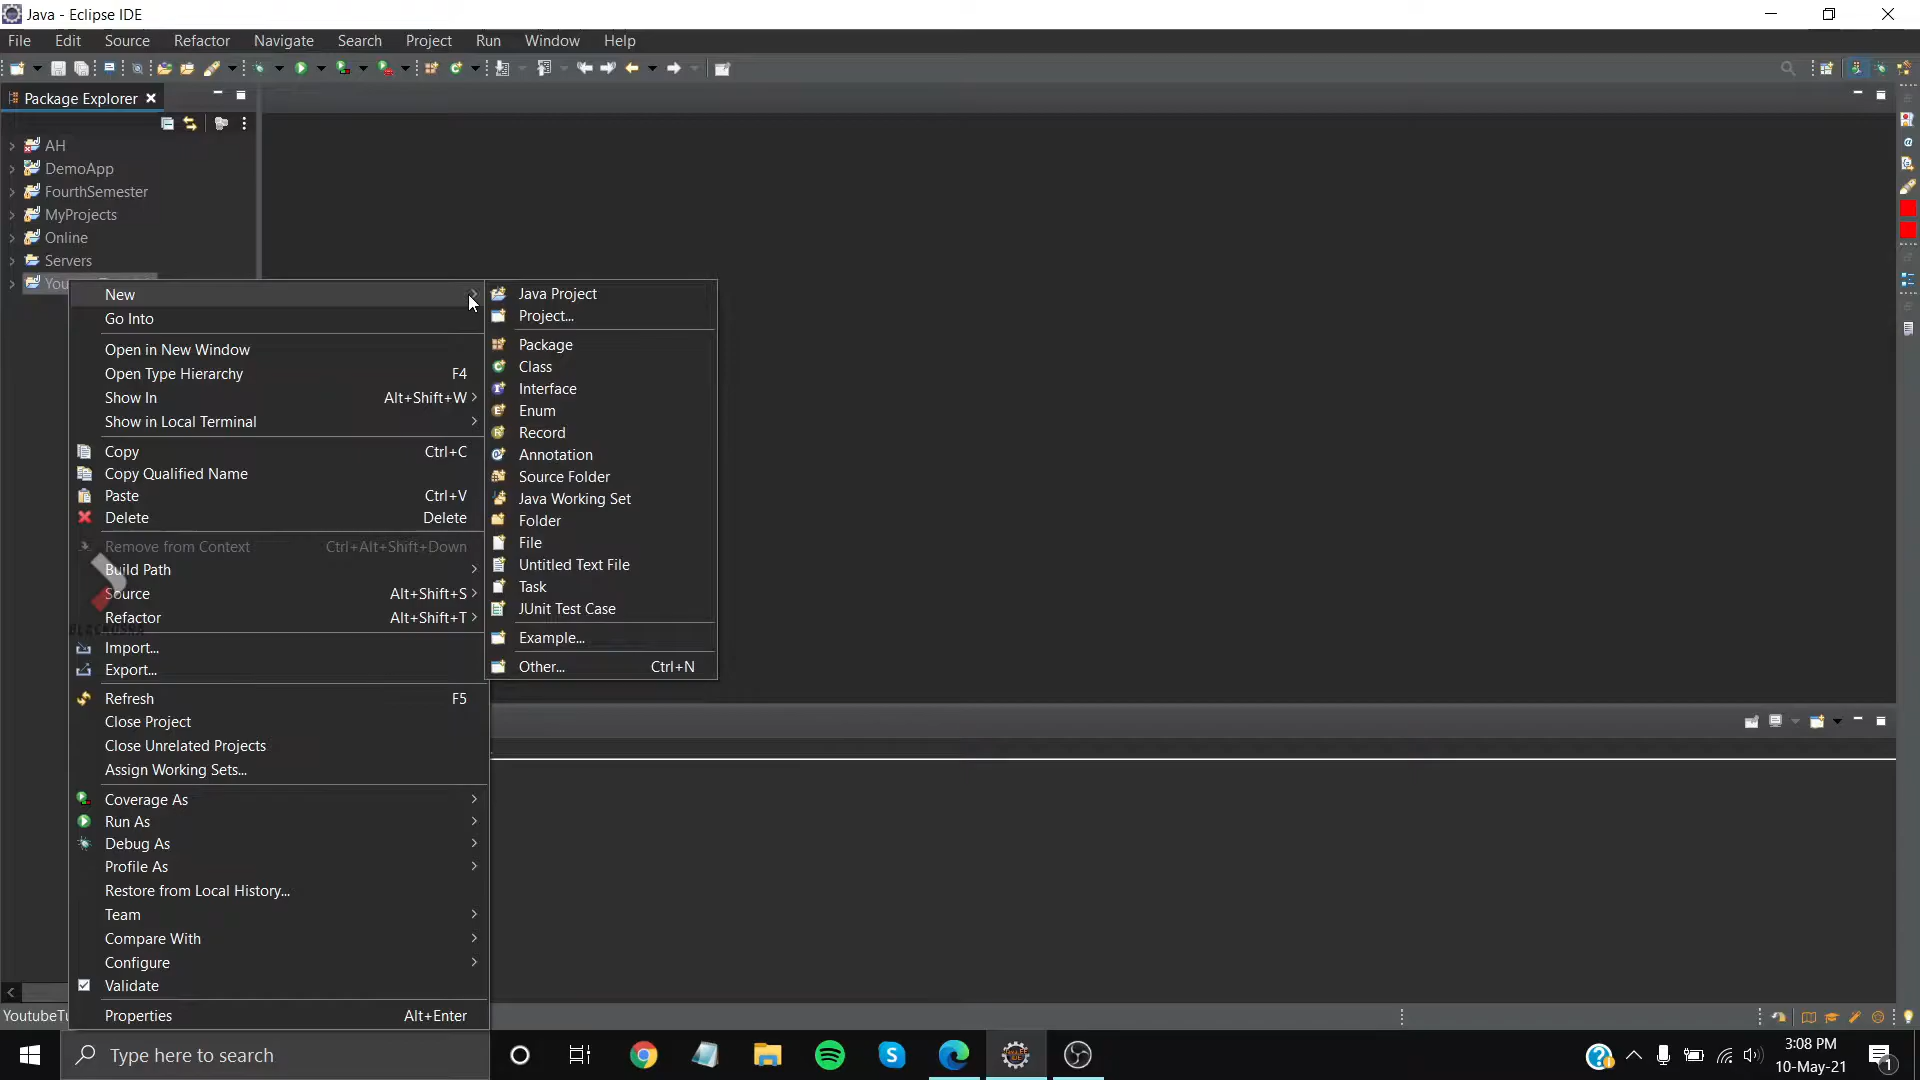 Java - Eclipse IDE
File Edit Source Refactor Navigate Search Project Run Window Help
Package Explorer
AH
DemoApp
FourthSemester
MyProjects
Online
Servers
New
Go Into
Open in New Window
Open Type Hierarchy F4
Show In Alt+Shift+W
Show in Local Terminal
Copy Ctrl+C
Copy Qualified Name
Paste Ctrl+V
Delete Delete
Remove from Context Ctrl+Alt+Shift+Down
Build Path
Source Alt+Shift+S
Refactor Alt+Shift+T
Import...
Export...
Refresh F5
Close Project
Close Unrelated Projects
Assign Working Sets...
Coverage As
Run As
Debug As
Profile As
Restore from Local History...
Team
Compare With
Configure
Validate
Properties Alt+Enter
Java Project
Project...
Package
Class
Interface
Enum
Record
Annotation
Source Folder
Java Working Set
Folder
File
Untitled Text File
Task
JUnit Test Case
Example...
Other... Ctrl+N
Type here to search
3:08 PM
10-May-21
1